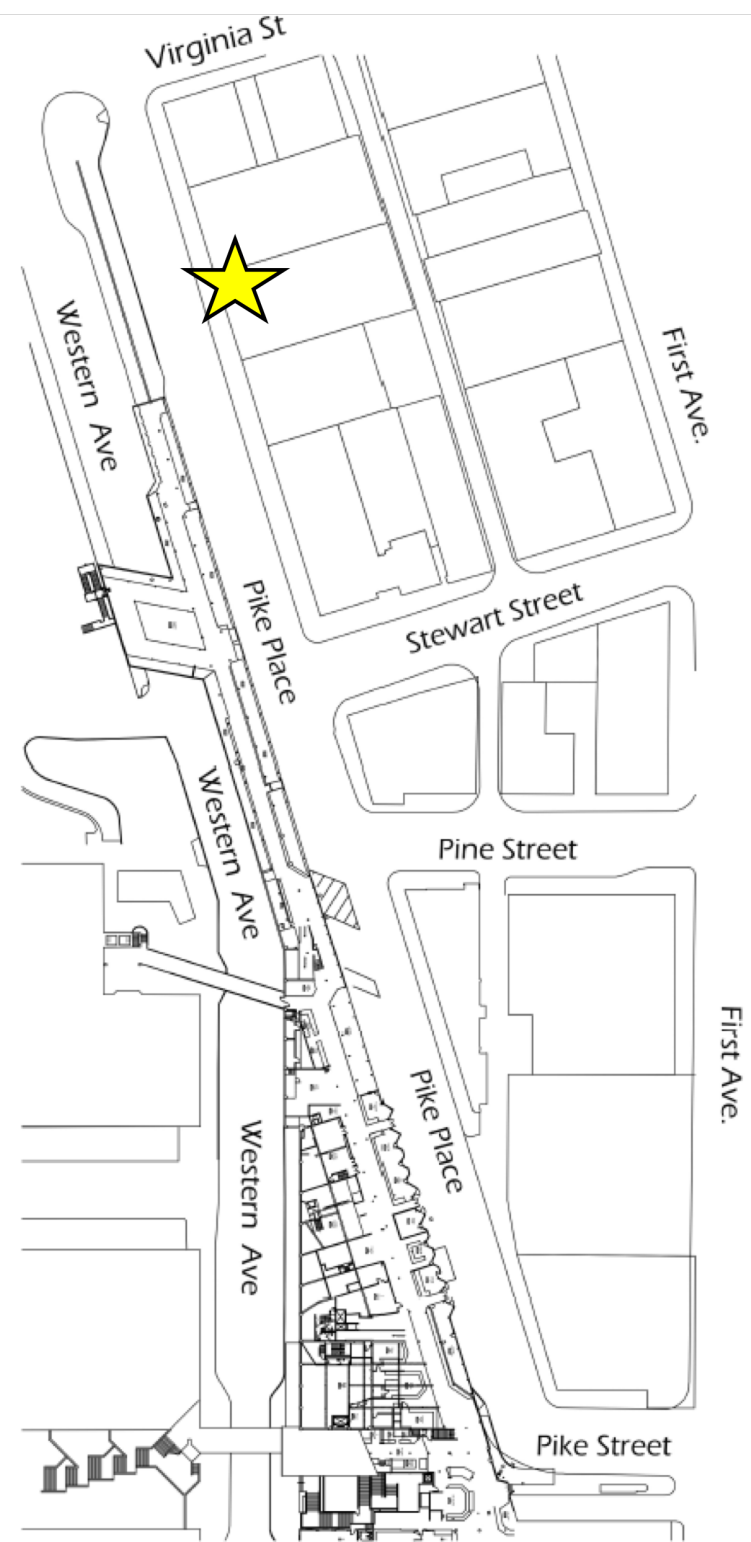 Virginia St
Western Ave
First Ave.
Pike Place
Stewart Street
Western Ave
Pine Street
First Ave.
Pike Place
Western Ave
Pike Street